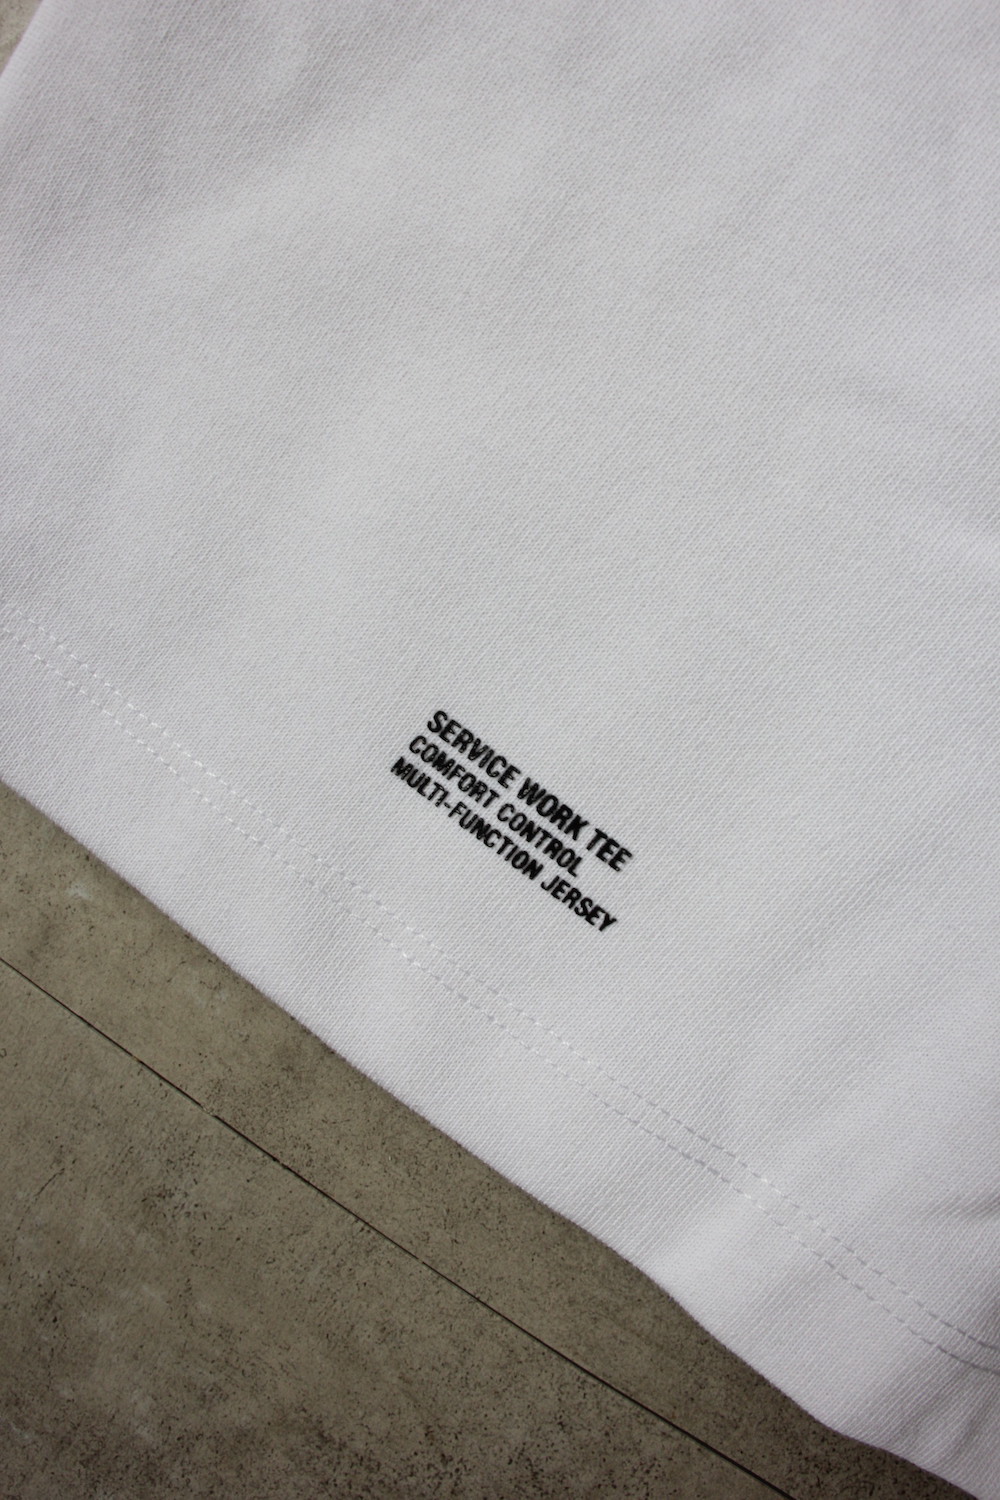 SERVICE WORK TEE
COMFORT CONTROL
MULTI-FUNCTION JERSEY